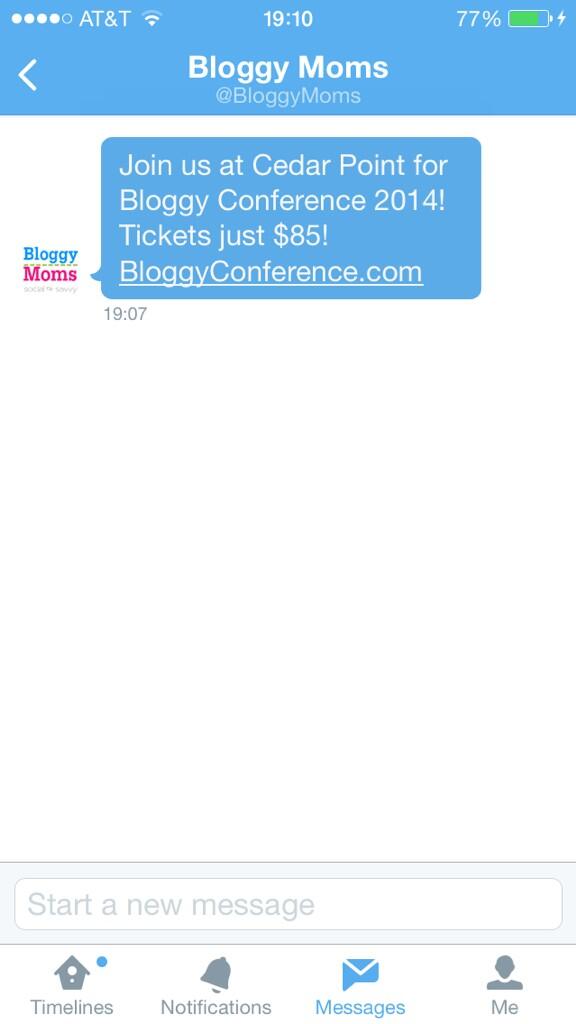 AT&T 19:10 77%
Bloggy Moms
@BloggyMoms
Join us at Cedar Point for
Bloggy Conference 2014!
Tickets just $85!
BloggyConference.com
Bloggy
Moms
social savvy
19:07
Start a new message
Timelines Notifications Messages Me